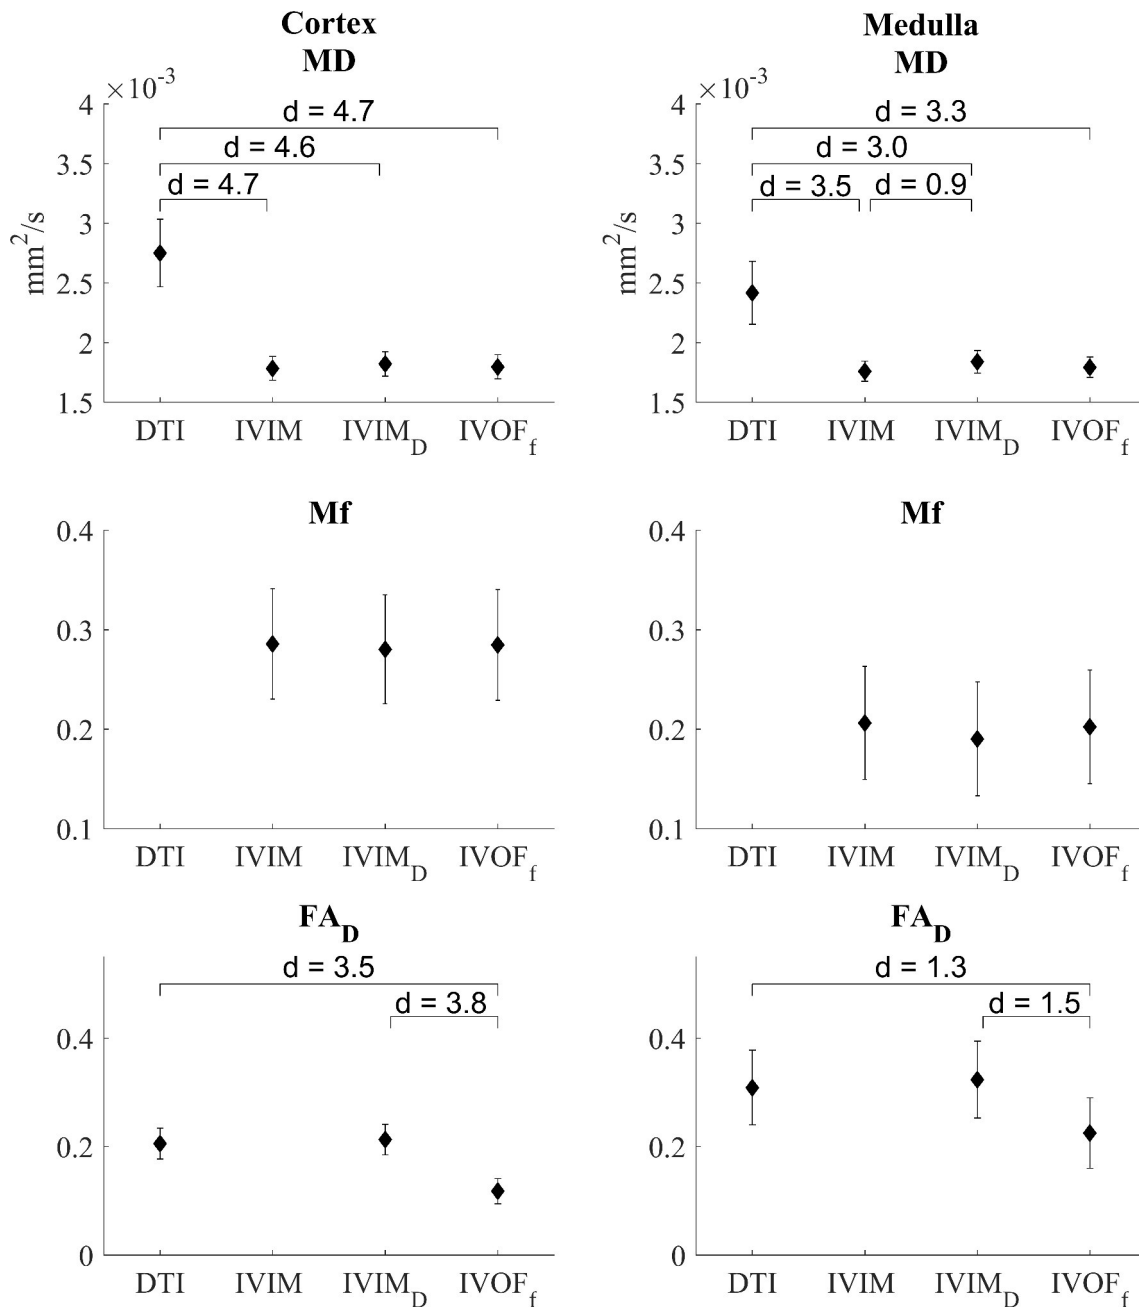 Cortex
MD
×10⁻³
4
3.5
3
2.5
2
1.5
mm²/s
d = 4.7
d = 4.6
d = 4.7
DTI IVIM IVIM_D IVOF_f
Medulla
MD
×10⁻³
4
3.5
3
2.5
2
1.5
mm²/s
d = 3.3
d = 3.0
d = 3.5 d = 0.9
DTI IVIM IVIM_D IVOF_f
Mf
0.4
0.3
0.2
0.1
DTI IVIM IVIM_D IVOF_f
Mf
0.4
0.3
0.2
0.1
DTI IVIM IVIM_D IVOF_f
FA_D
d = 3.5
d = 3.8
0.4
0.2
0
DTI IVIM IVIM_D IVOF_f
FA_D
d = 1.3
d = 1.5
0.4
0.2
0
DTI IVIM IVIM_D IVOF_f